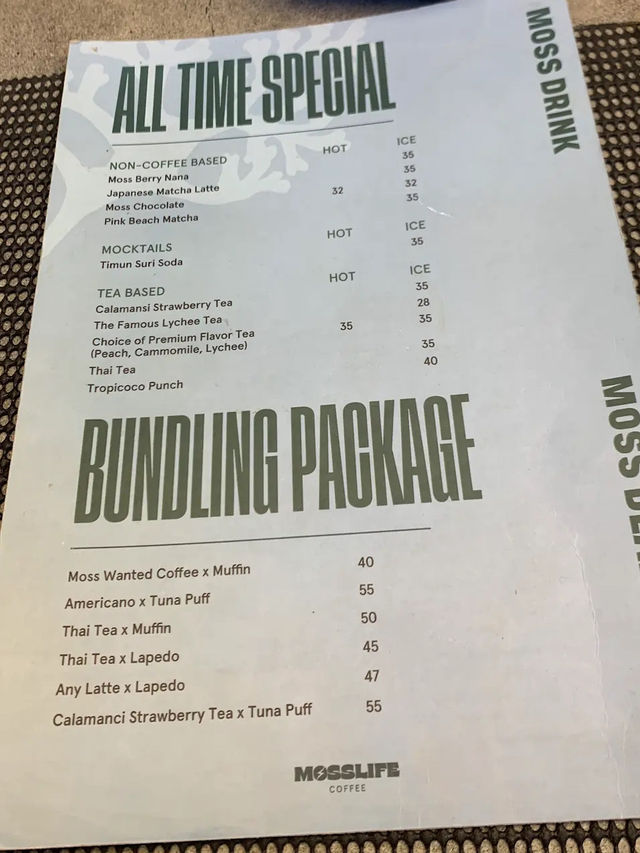 MOSS DRINK
ALL TIME SPECIAL
NON-COFFEE BASED HOT ICE
Moss Berry Nana 35
Japanese Matcha Latte 35
Moss Chocolate 32 32
Pink Beach Matcha 35
MOCKTAILS HOT ICE
Timun Suri Soda 35
TEA BASED HOT ICE
Calamansi Strawberry Tea 35
The Famous Lychee Tea 28
Choice of Premium Flavor Tea 35 35
(Peach, Cammomile, Lychee)
Thai Tea 35
Tropicoco Punch 40
BUNDLING PACKAGE
Moss Wanted Coffee x Muffin 40
Americano x Tuna Puff 55
Thai Tea x Muffin 50
Thai Tea x Lapedo 45
Any Latte x Lapedo 47
Calamanci Strawberry Tea x Tuna Puff 55
MOSSLIFE
COFFEE
MOSS